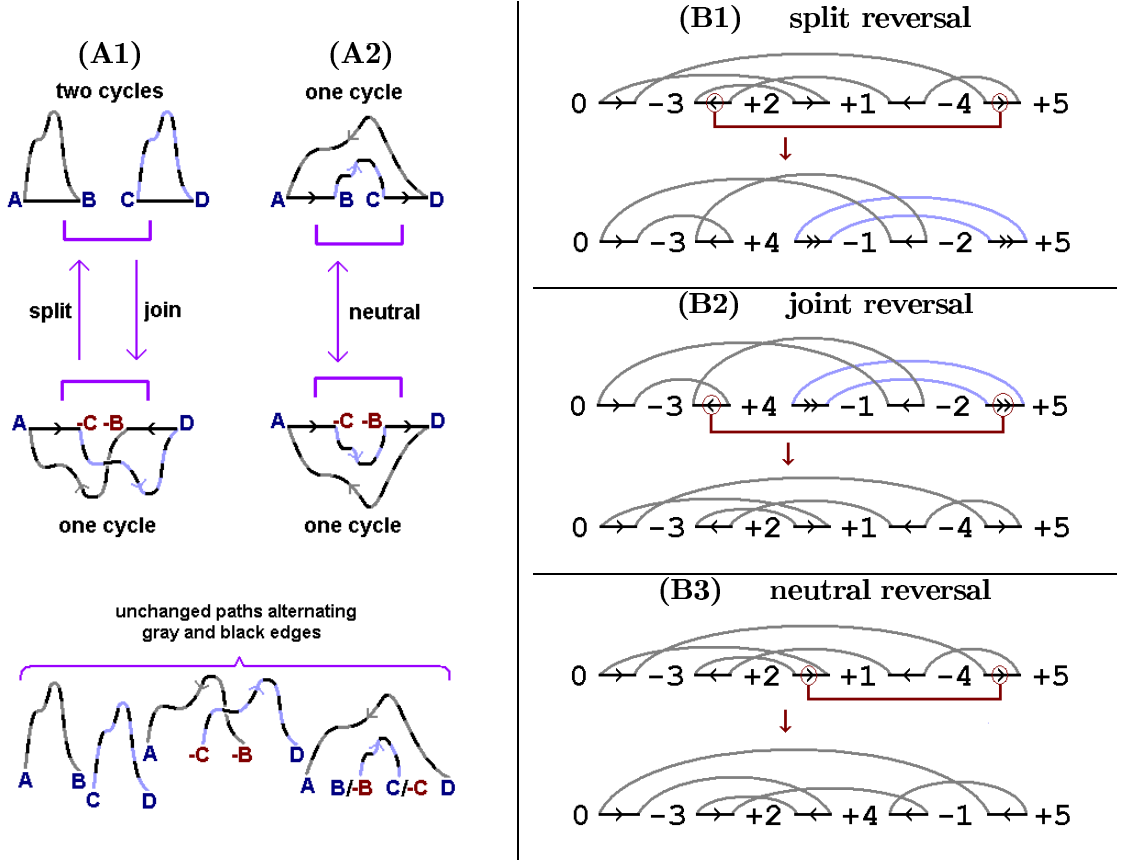 (A1)
two cycles
A B C D
split
join
A -C -B D
one cycle
(A2)
one cycle
A B C D
neutral
A -C -B D
one cycle
unchanged paths alternating
gray and black edges
A B C D A -C -B D A B/-B C/-C D
(B1) split reversal
0 -3 +2 +1 -4 +5
0 -3 +4 -1 -2 +5
(B2) joint reversal
0 -3 +4 -1 -2 +5
0 -3 +2 +1 -4 +5
(B3) neutral reversal
0 -3 +2 +1 -4 +5
0 -3 +2 +4 -1 +5